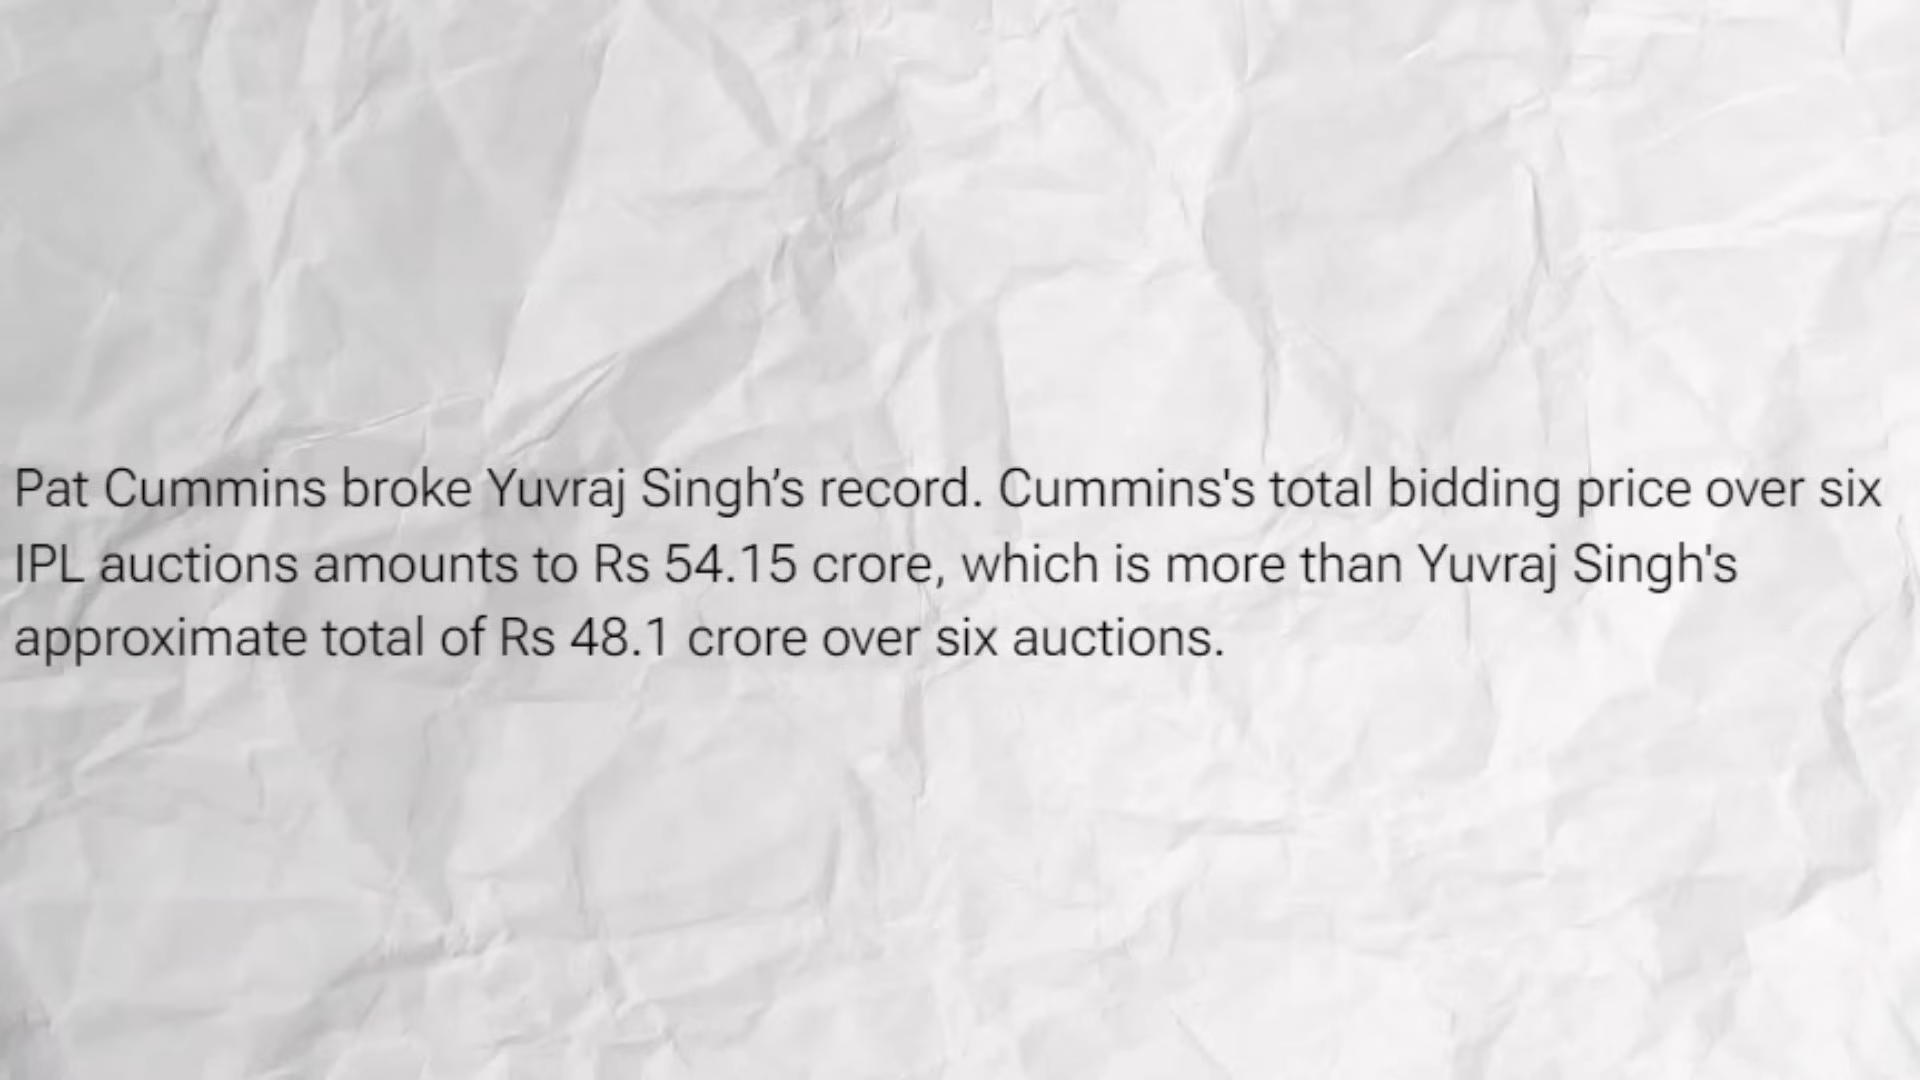 Pat Cummins broke Yuvraj Singh’s record. Cummins's total bidding price over six
IPL auctions amounts to Rs 54.15 crore, which is more than Yuvraj Singh's
approximate total of Rs 48.1 crore over six auctions.